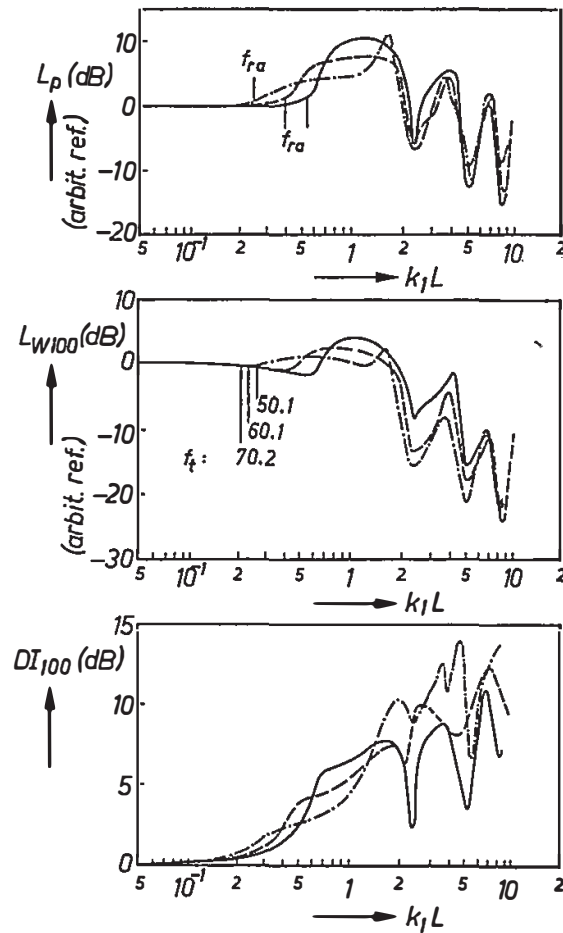 10
L_p (dB)
f_ra
0
f_ra
(arbit. ref.)
-10
-20
5 10^-1 2 5 1 2 5 10 2
k_1L
10
L_W100 (dB)
0
50.1
60.1
f_t: 70.2
-10
(arbit. ref.)
-20
-30
5 10^-1 2 5 1 2 5 10 2
k_1L
15
DI_100 (dB)
10
5
0
5 10^-1 2 5 1 2 5 10 2
k_1L